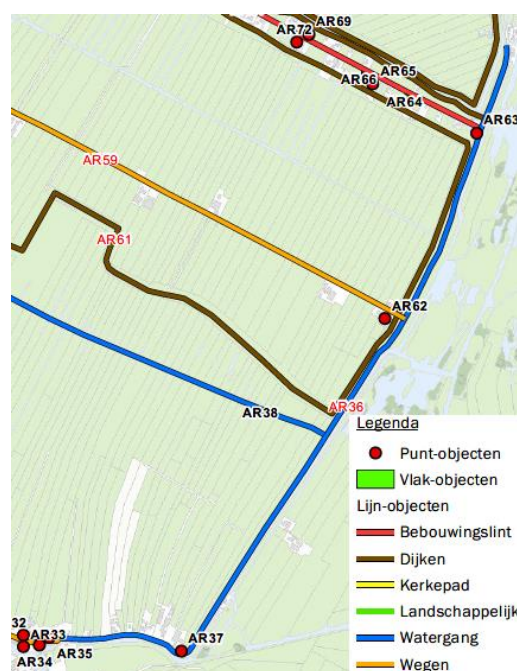 AR69
AR72
AR65
AR66
AR64
AR63
AR59
AR61
AR62
AR36
AR38
Legenda
Punt-objecten
Vlak-objecten
Lijn-objecten
Bebouwingslint
Dijken
Kerkepad
Landschappelijk
Watergang
Wegen
32
AR33
AR37
AR34
AR35